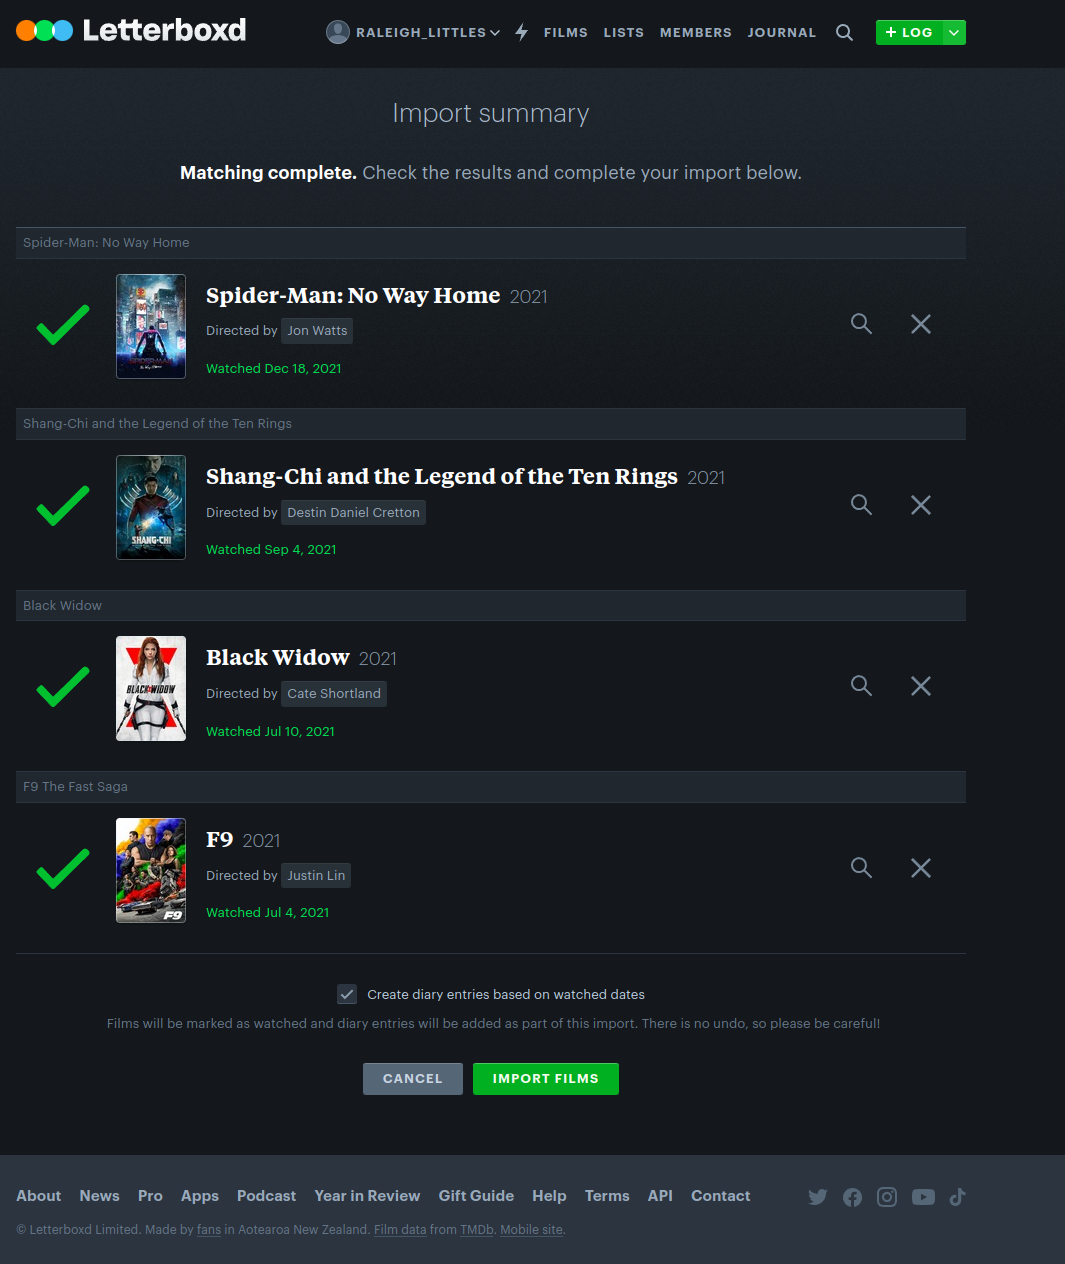 Letterboxd
RALEIGH_LITTLES FILMS LISTS MEMBERS JOURNAL + LOG
Import summary
Matching complete. Check the results and complete your import below.
Spider-Man: No Way Home
Spider-Man: No Way Home 2021
Directed by Jon Watts
Watched Dec 18, 2021
Shang-Chi and the Legend of the Ten Rings
SHANG-CHI
Shang-Chi and the Legend of the Ten Rings 2021
Directed by Destin Daniel Cretton
Watched Sep 4, 2021
Black Widow
BLACK WIDOW
Black Widow 2021
Directed by Cate Shortland
Watched Jul 10, 2021
F9 The Fast Saga
F9
F9 2021
Directed by Justin Lin
Watched Jul 4, 2021
Create diary entries based on watched dates
Films will be marked as watched and diary entries will be added as part of this import. There is no undo, so please be careful!
CANCEL IMPORT FILMS
About News Pro Apps Podcast Year in Review Gift Guide Help Terms API Contact
© Letterboxd Limited. Made by fans in Aotearoa New Zealand. Film data from TMDb. Mobile site.